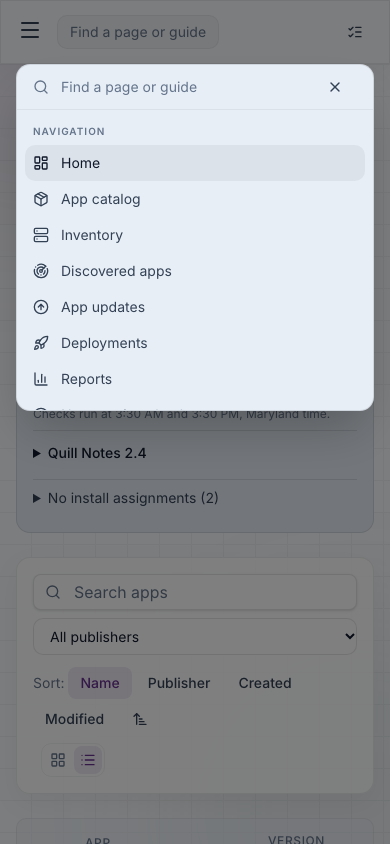 Find a page or guide
Find a page or guide
NAVIGATION
Home
App catalog
Inventory
Discovered apps
App updates
Deployments
Reports
Checks run at 3:30 AM and 3:30 PM, Maryland time.
Quill Notes 2.4
No install assignments (2)
Search apps
All publishers
Sort: Name Publisher Created
Modified
APP VERSION